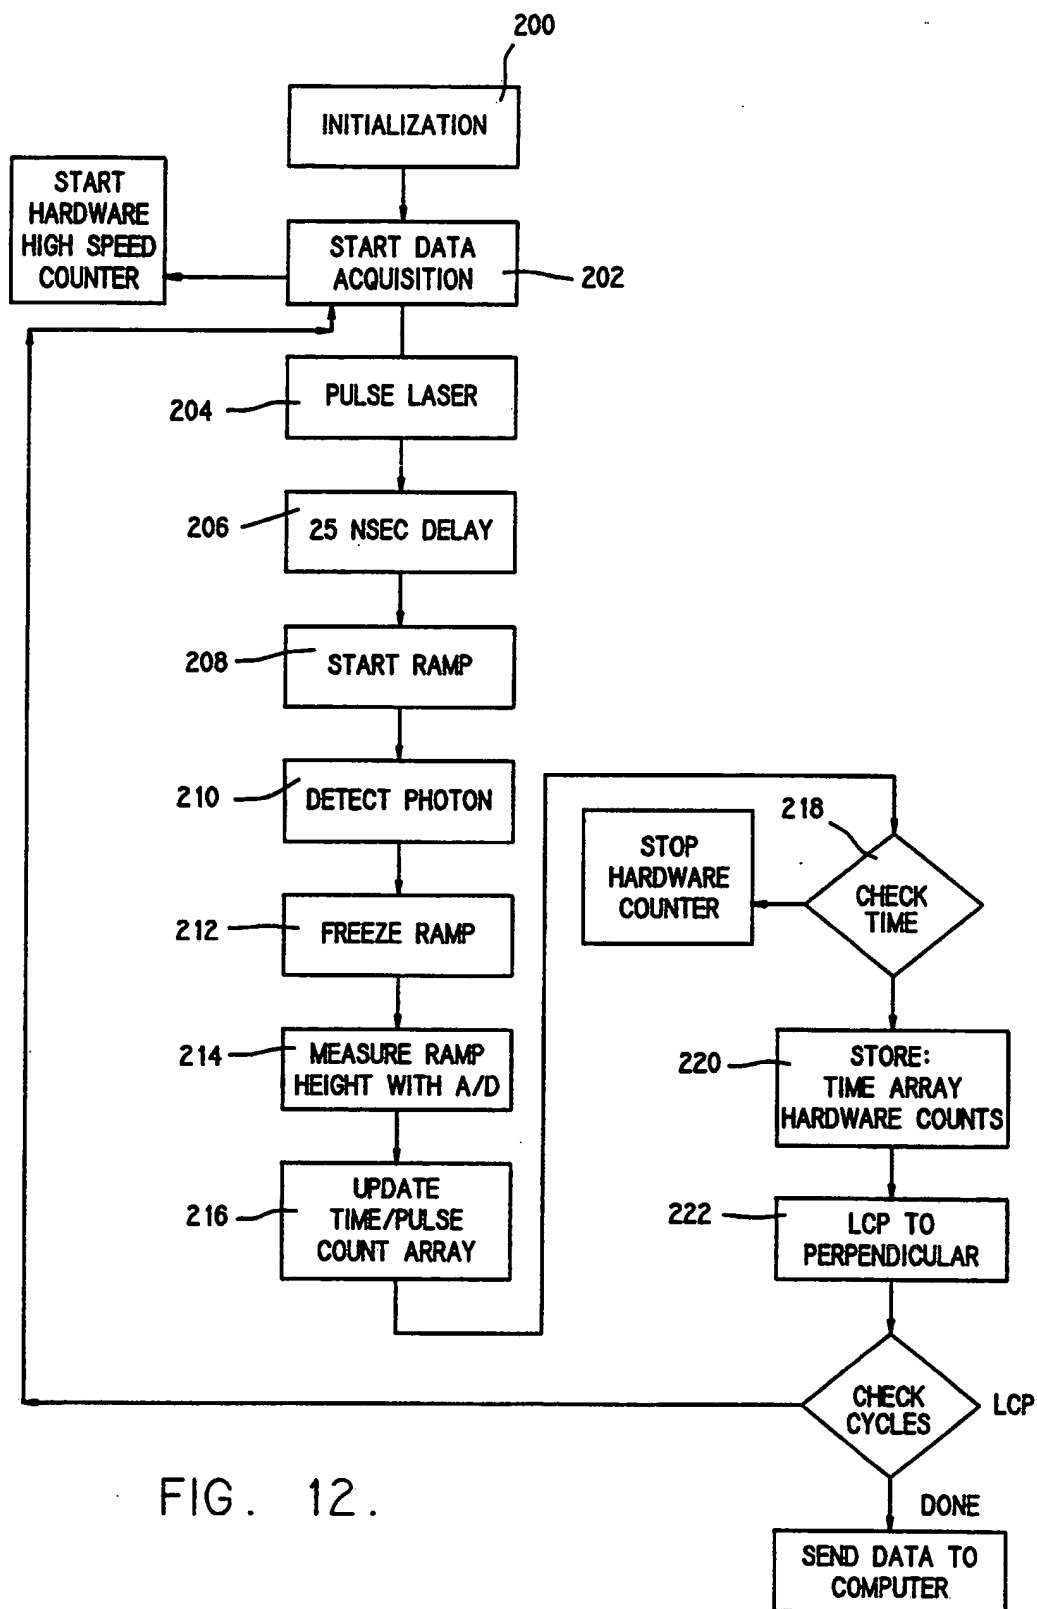 200
INITIALIZATION
START
HARDWARE
HIGH SPEED
COUNTER
START DATA
ACQUISITION
202
PULSE LASER
204
25 NSEC DELAY
206
START RAMP
208
DETECT PHOTON
210
FREEZE RAMP
212
MEASURE RAMP
HEIGHT WITH A/D
214
UPDATE
TIME/PULSE
COUNT ARRAY
216
218
CHECK
TIME
STOP
HARDWARE
COUNTER
220
STORE:
TIME ARRAY
HARDWARE COUNTS
222
LCP TO
PERPENDICULAR
CHECK
CYCLES
LCP
DONE
SEND DATA TO
COMPUTER
FIG. 12.